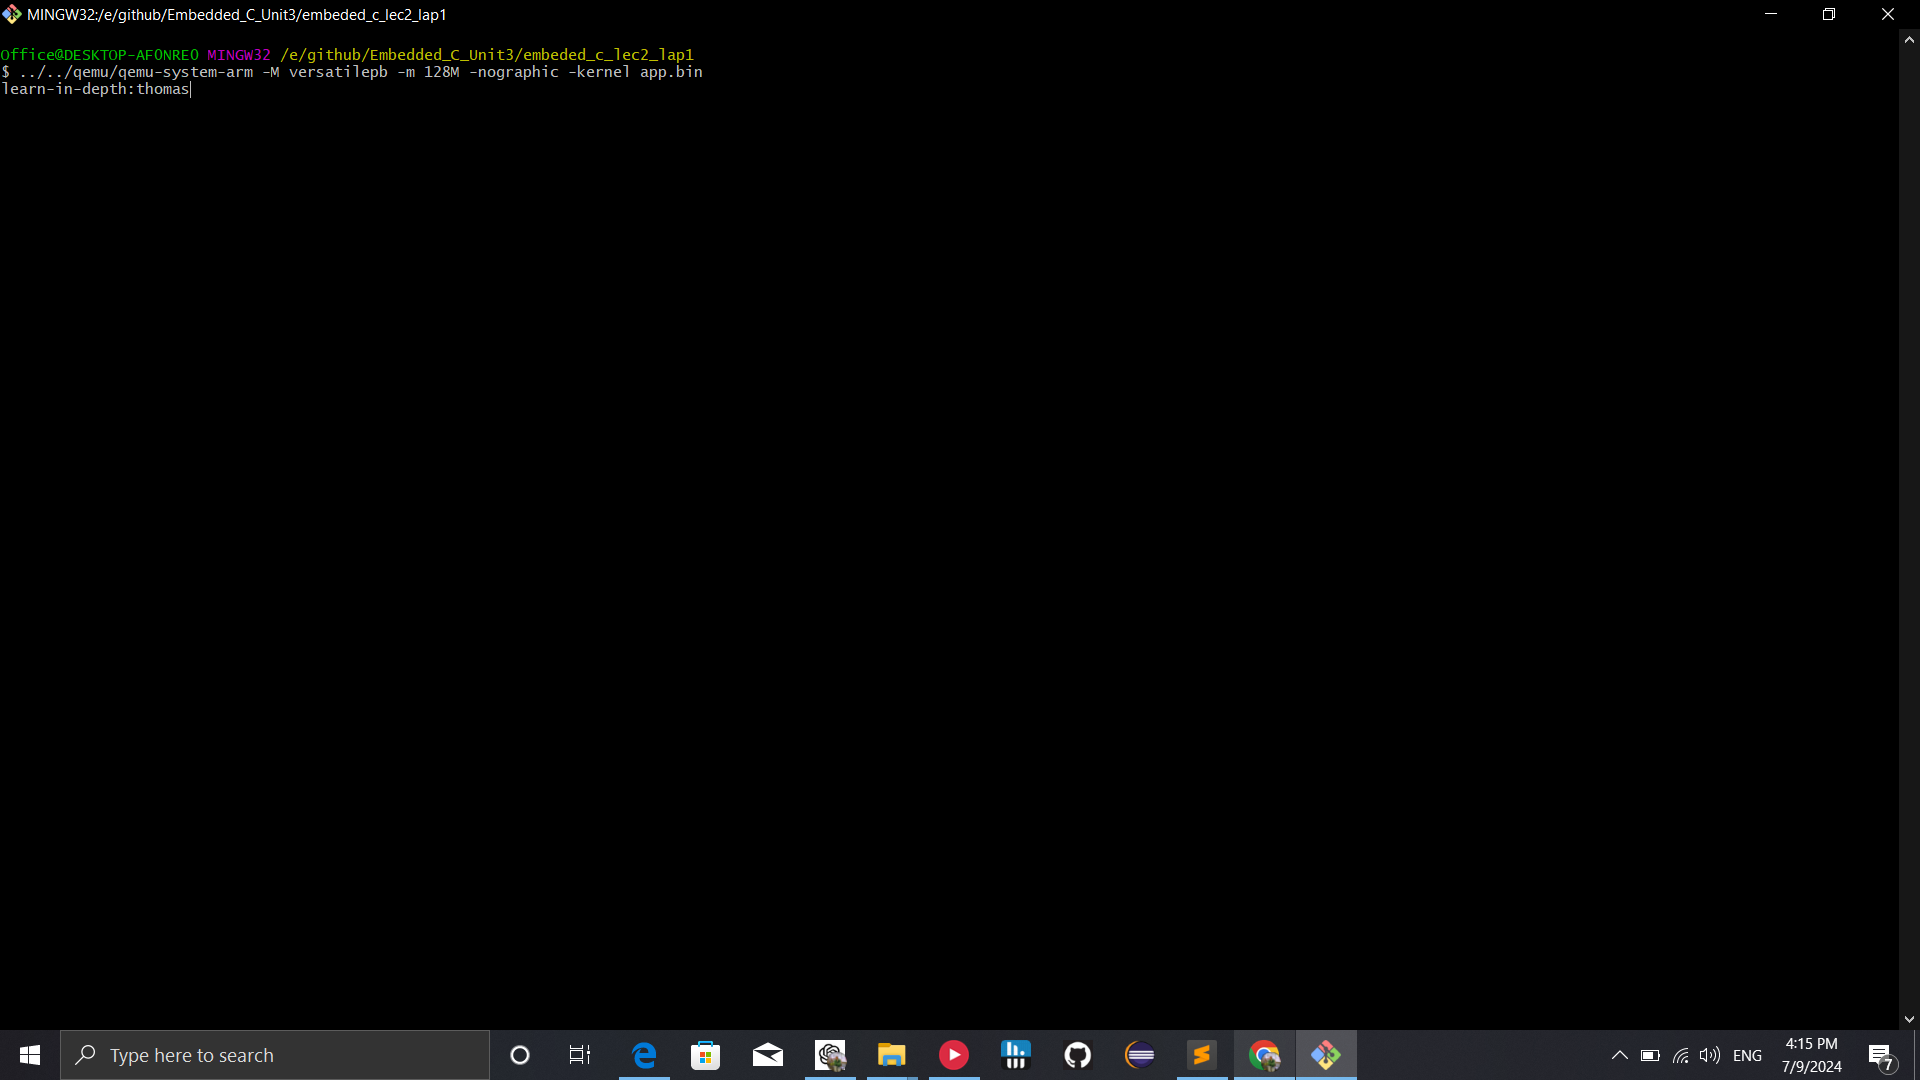 MINGW32:/e/github/Embedded_C_Unit3/embeded_c_lec2_lap1
Office@DESKTOP-AFONREO MINGW32 /e/github/Embedded_C_Unit3/embeded_c_lec2_lap1
$ ../../qemu/qemu-system-arm -M versatilepb -m 128M -nographic -kernel app.bin
learn-in-depth:thomas
Type here to search
ENG
4:15 PM
7/9/2024
7